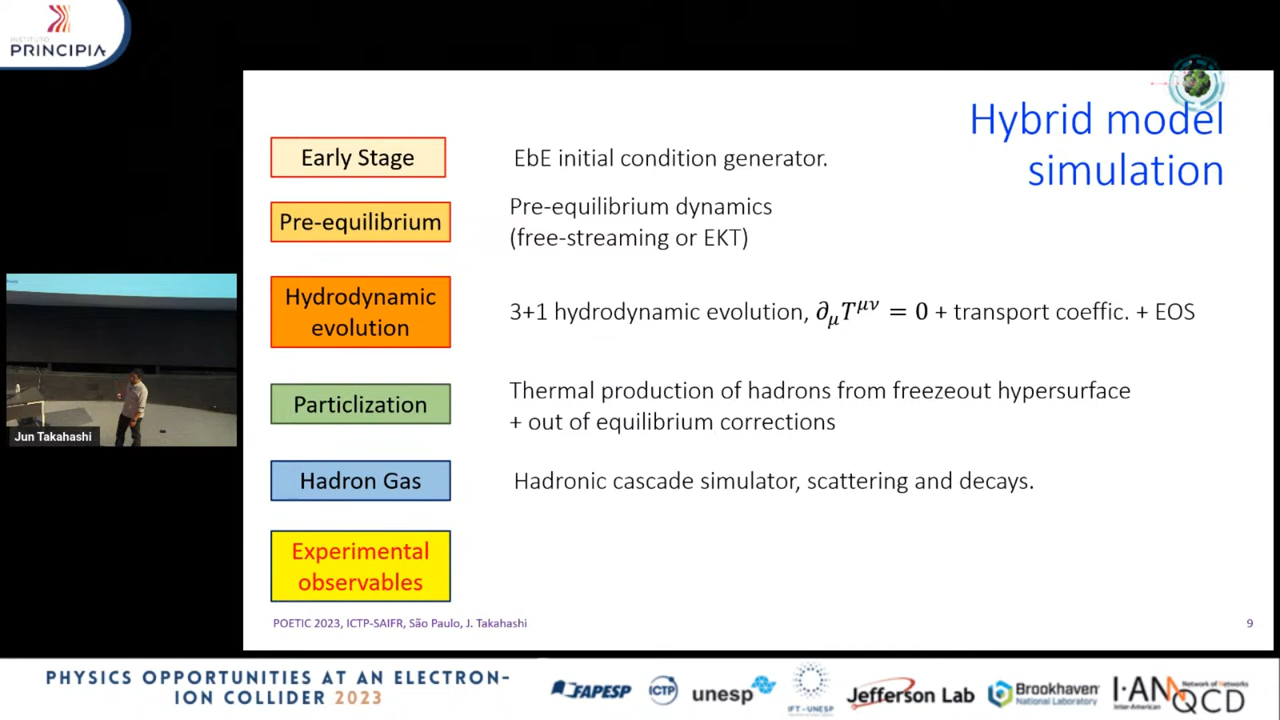 INSTITUTO
PRINCIPIA
Hybrid model
simulation
Early Stage
EbE initial condition generator.
Pre-equilibrium
Pre-equilibrium dynamics
(free-streaming or EKT)
Hydrodynamic
evolution
3+1 hydrodynamic evolution, ∂μTμν = 0 + transport coeffic. + EOS
Particlization
Thermal production of hadrons from freezeout hypersurface
+ out of equilibrium corrections
Hadron Gas
Hadronic cascade simulator, scattering and decays.
Experimental
observables
POETIC 2023, ICTP-SAIFR, São Paulo, J. Takahashi
9
Jun Takahashi
PHYSICS OPPORTUNITIES AT AN ELECTRON-
ION COLLIDER 2023
FAPESP
ICTP
unesp
IFT - UNESP
Jefferson Lab
Brookhaven
National Laboratory
I·AN QCD
Inter-American
Network of Networks